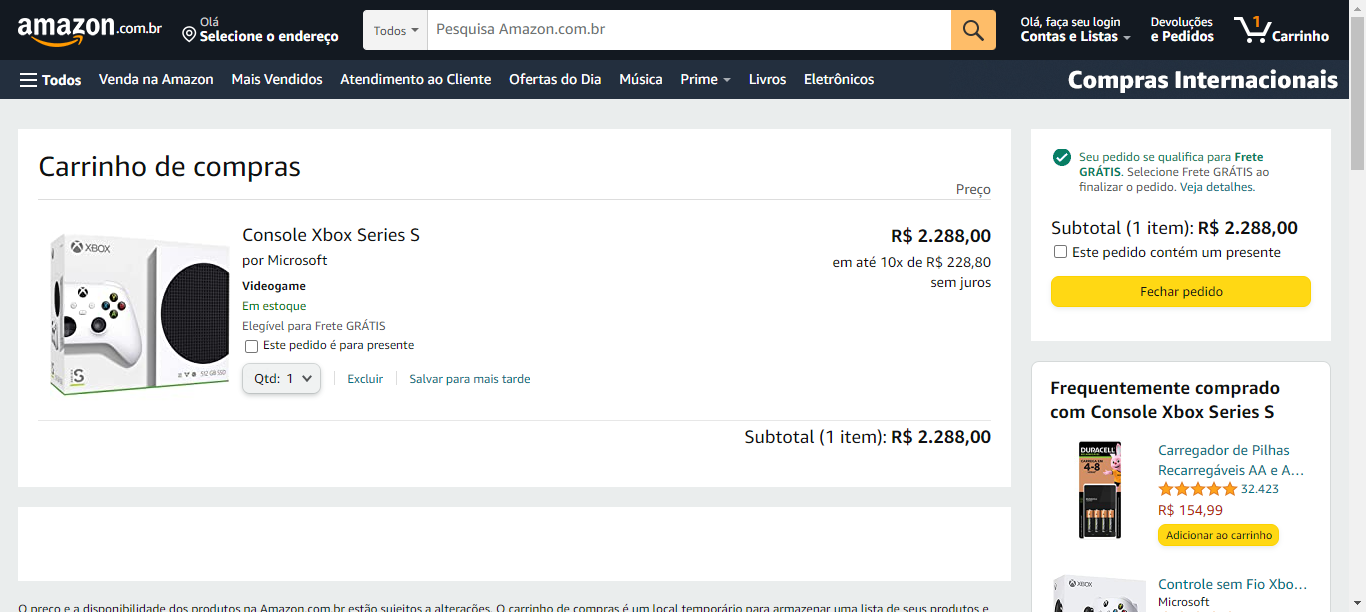 amazon.com.br
Olá
Selecione o endereço
Todos
Pesquisa Amazon.com.br
Olá, faça seu login
Contas e Listas
Devoluções
e Pedidos
1
Carrinho
Todos
Venda na Amazon
Mais Vendidos
Atendimento ao Cliente
Ofertas do Dia
Música
Prime
Livros
Eletrônicos
Compras Internacionais
Carrinho de compras
Preço
XBOX
S
512 GB SSD
Console Xbox Series S
por Microsoft
Videogame
Em estoque
Elegível para Frete GRÁTIS
Este pedido é para presente
Qtd: 1
Excluir
Salvar para mais tarde
R$ 2.288,00
em até 10x de R$ 228,80
sem juros
Subtotal (1 item): R$ 2.288,00
Seu pedido se qualifica para Frete
GRÁTIS. Selecione Frete GRÁTIS ao
finalizar o pedido. Veja detalhes.
Subtotal (1 item): R$ 2.288,00
Este pedido contém um presente
Fechar pedido
Frequentemente comprado
com Console Xbox Series S
DURACELL
4-8
Carregador de Pilhas
Recarregáveis AA e A...
32.423
R$ 154,99
Adicionar ao carrinho
XBOX
Controle sem Fio Xbo...
Microsoft
O preço e a disponibilidade dos produtos na Amazon.com.br estão sujeitos a alterações. O carrinho de compras é um local temporário para armazenar uma lista de seus produtos e